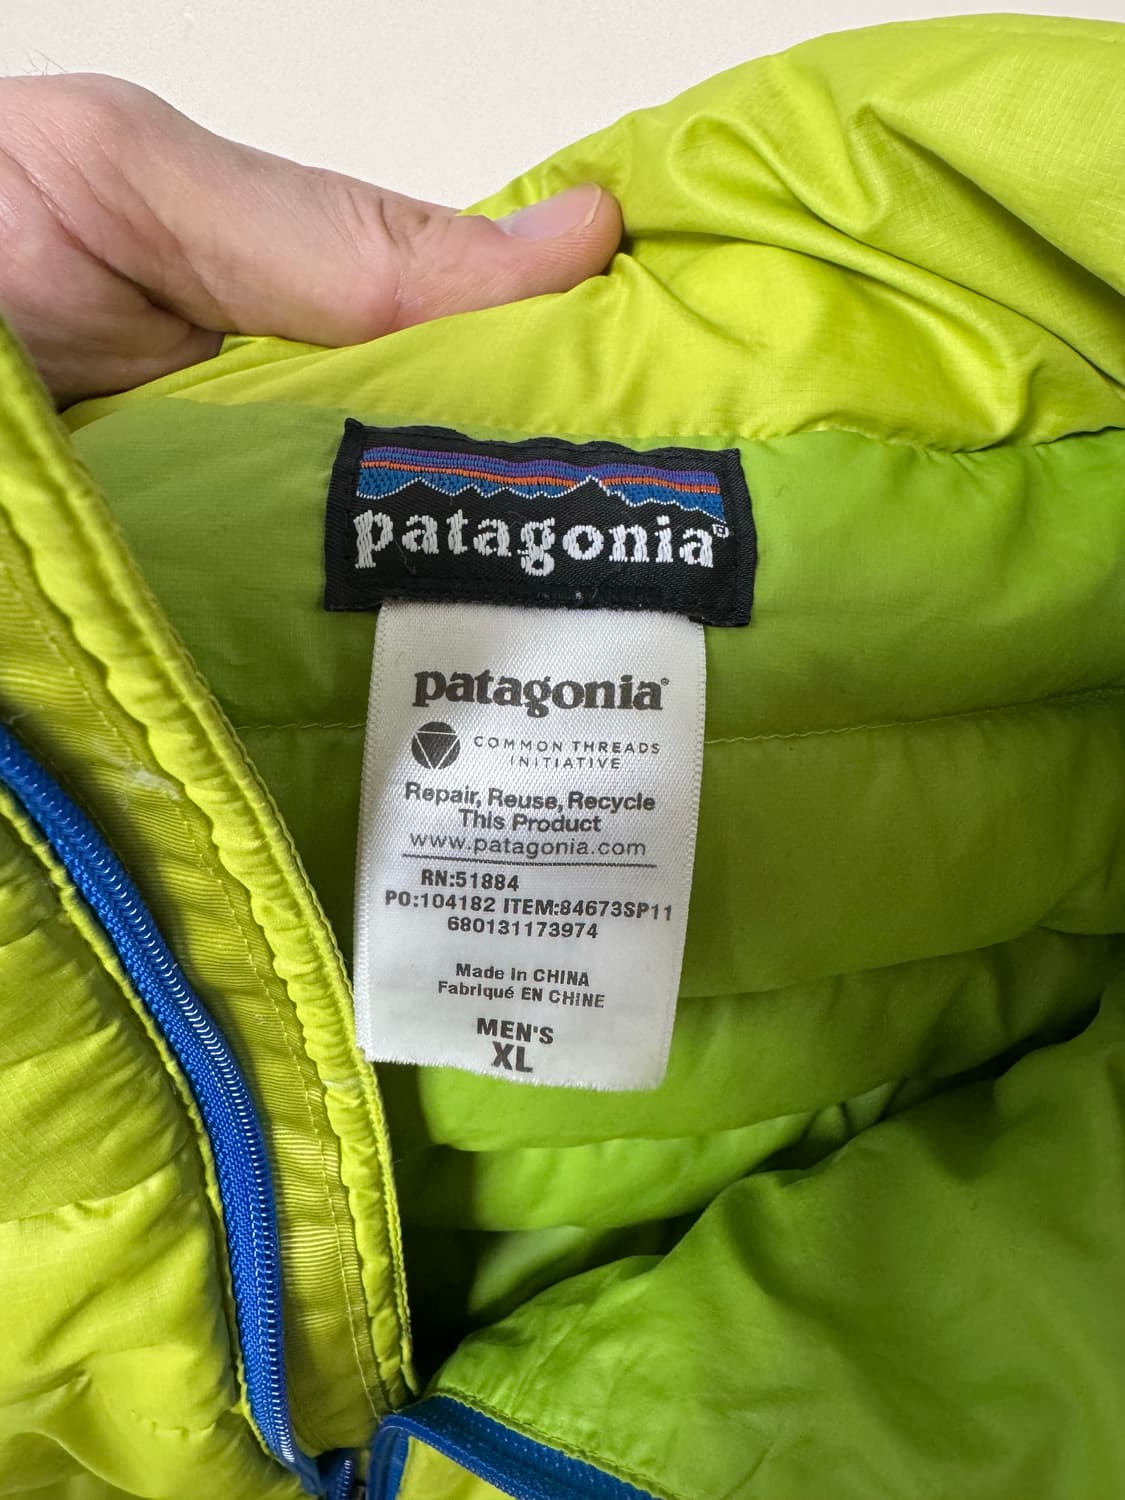 patagonia®
patagonia®
COMMON THREADS
INITIATIVE
Repair, Reuse, Recycle
This Product
www.patagonia.com
RN:51884
PO:104182 ITEM:84673SP11
680131173974
Made in CHINA
Fabriqué EN CHINE
MEN'S
XL